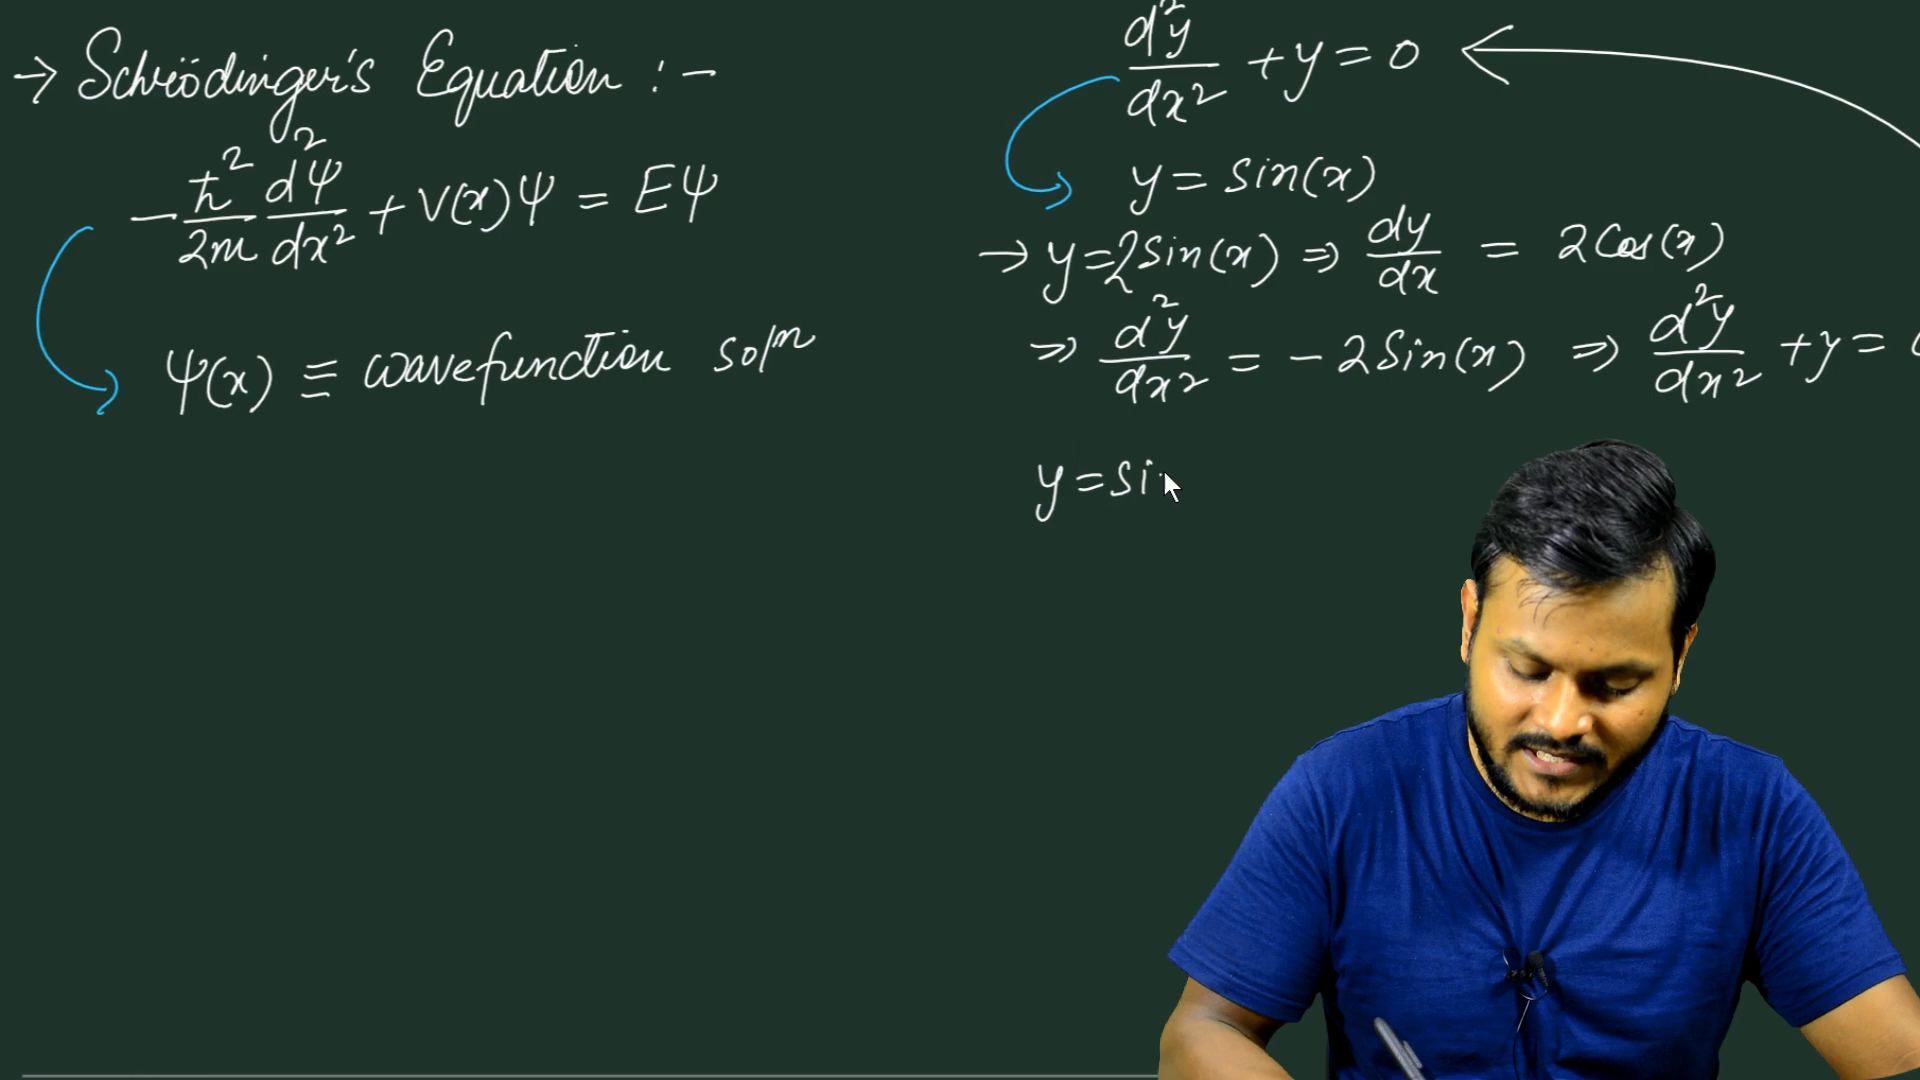 → Schrödinger's Equation :-
-ħ²/2m d²ψ/dx² + V(x)ψ = Eψ
ψ(x) ≡ wavefunction solⁿ
d²y/dx² + y = 0
y = Sin(x)
→ y = 2Sin(x) ⇒ dy/dx = 2Cos(x)
⇒ d²y/dx² = -2Sin(x) ⇒ d²y/dx² + y =
y = Si